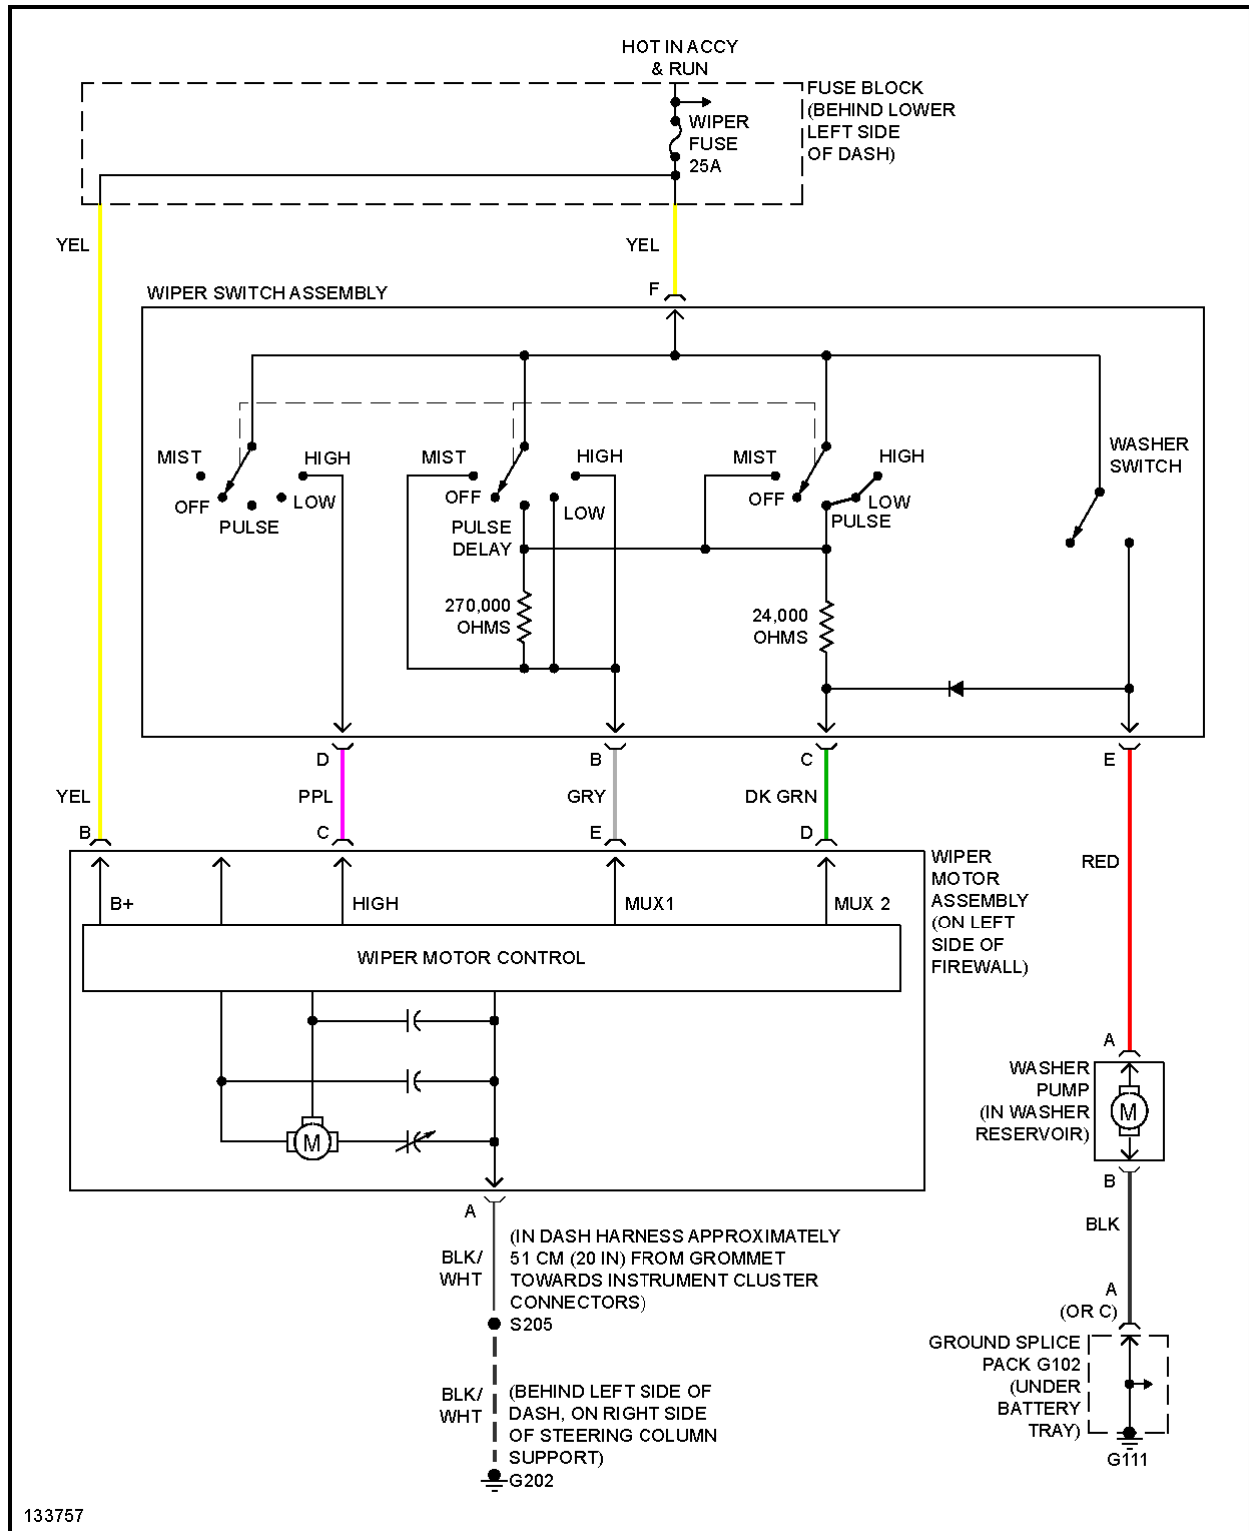 HOT IN ACCY
& RUN
FUSE BLOCK
(BEHIND LOWER
LEFT SIDE
OF DASH)
WIPER
FUSE
25A
YEL
YEL
F
WIPER SWITCH ASSEMBLY
MIST
HIGH
OFF
LOW
PULSE
MIST
HIGH
OFF
LOW
PULSE
DELAY
MIST
HIGH
OFF
LOW
PULSE
WASHER
SWITCH
270,000
OHMS
24,000
OHMS
D
B
C
E
YEL
PPL
GRY
DK GRN
B
C
E
D
RED
WIPER
MOTOR
ASSEMBLY
(ON LEFT
SIDE OF
FIREWALL)
B+
HIGH
MUX1
MUX 2
WIPER MOTOR CONTROL
M
A
WASHER
PUMP
(IN WASHER
RESERVOIR)
M
B
BLK
A
(OR C)
A
BLK/
WHT
(IN DASH HARNESS APPROXIMATELY
51 CM (20 IN) FROM GROMMET
TOWARDS INSTRUMENT CLUSTER
CONNECTORS)
S205
GROUND SPLICE
PACK G102
(UNDER
BATTERY
TRAY)
G111
BLK/
WHT
(BEHIND LEFT SIDE OF
DASH, ON RIGHT SIDE
OF STEERING COLUMN
SUPPORT)
G202
133757